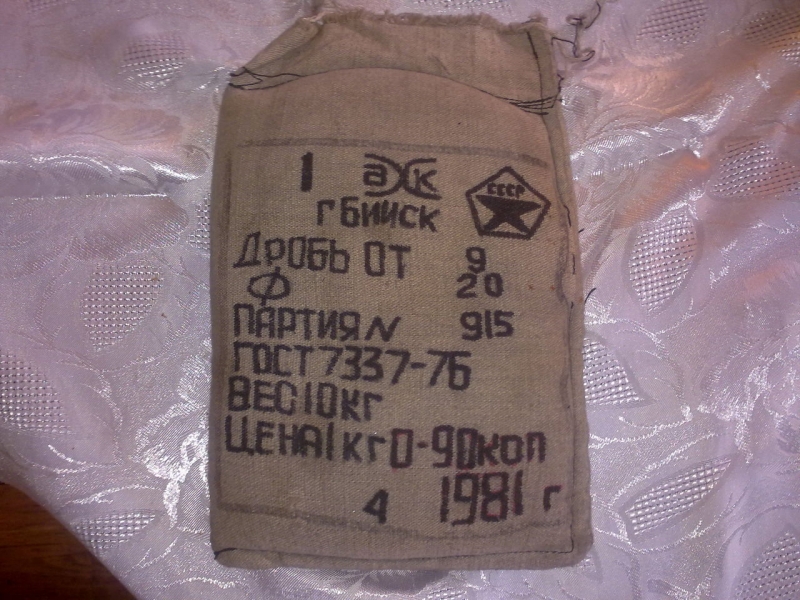 1 ӘХК СССР
г БИЙСК
ДРОБЬ ОТ 9
Ф 20
ПАРТИЯ N 915
ГОСТ 7337-76
ВЕС 10 кг
ЦЕНА 1 кг 0-90 коп
4 1981 г